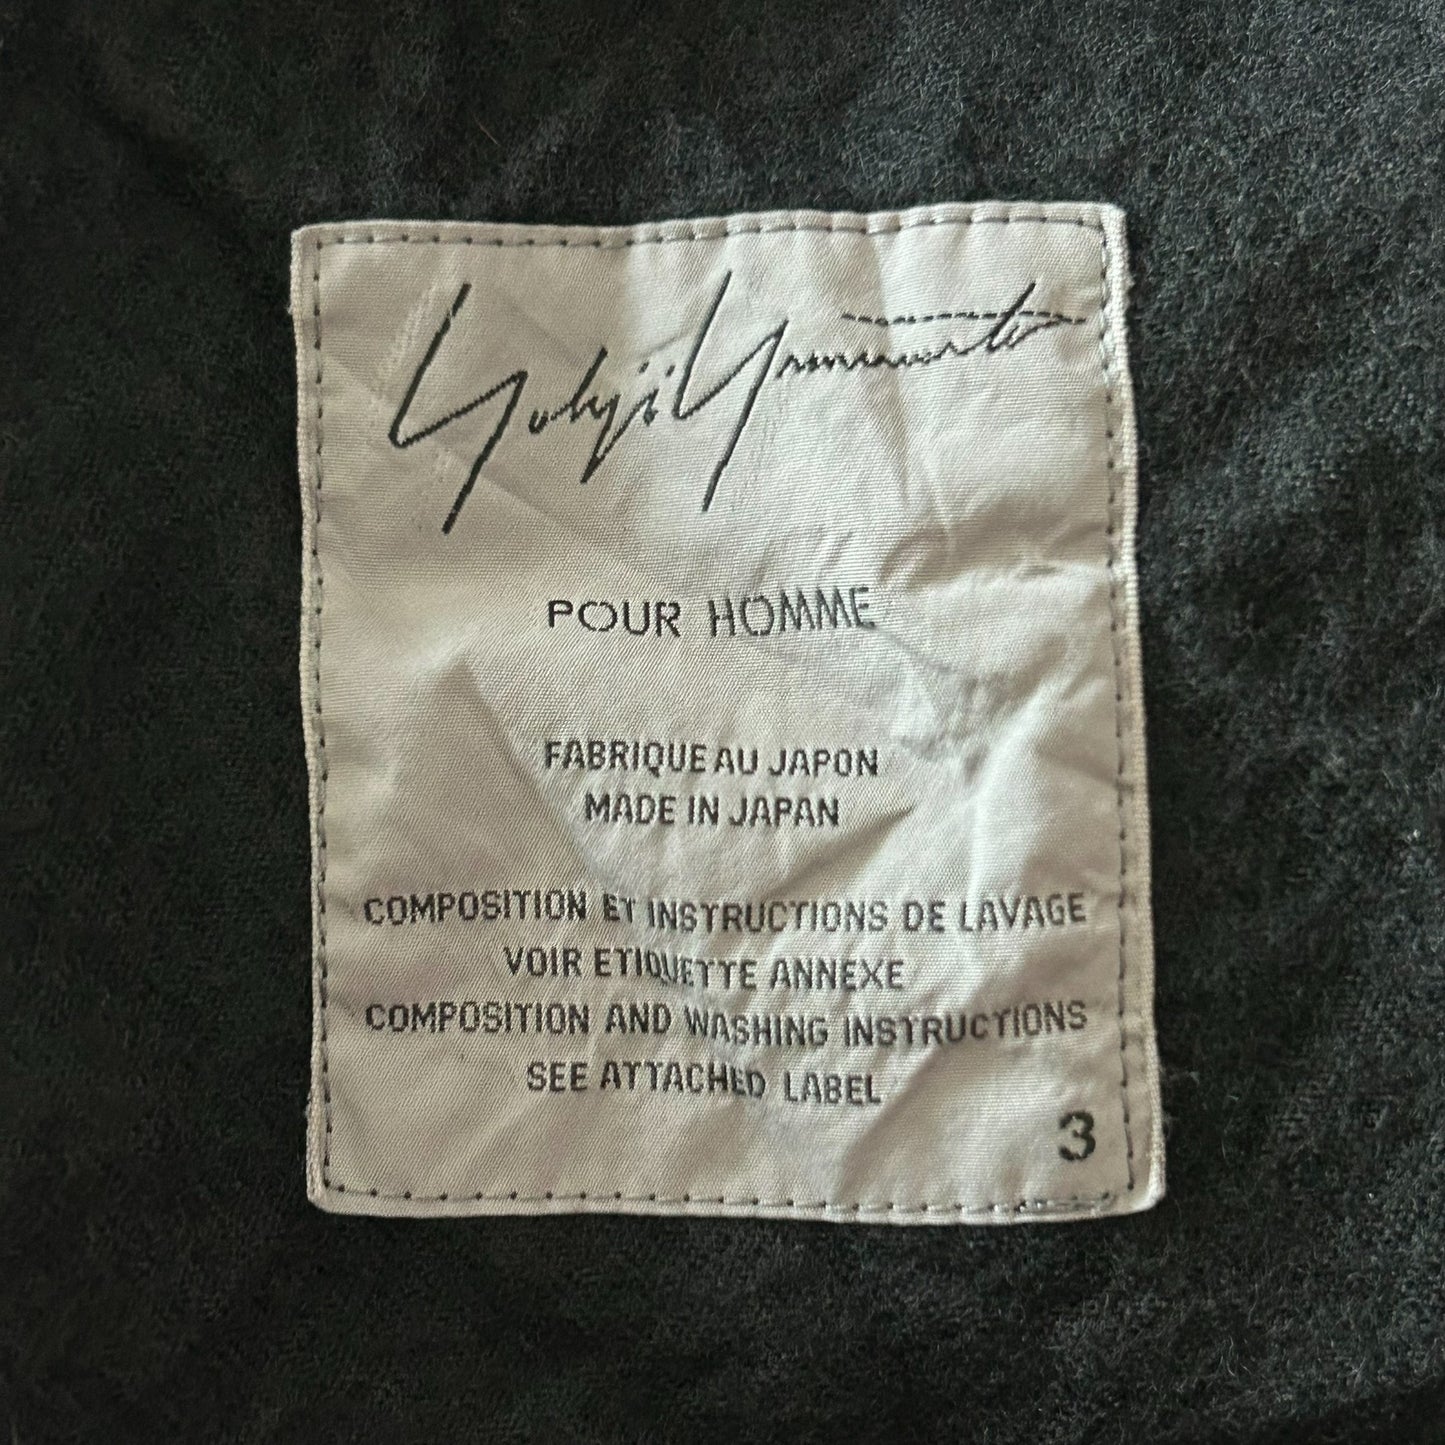 Yohji Yamamoto
POUR HOMME
FABRIQUE AU JAPON
MADE IN JAPAN
COMPOSITION ET INSTRUCTIONS DE LAVAGE
VOIR ETIQUETTE ANNEXE
COMPOSITION AND WASHING INSTRUCTIONS
SEE ATTACHED LABEL
3